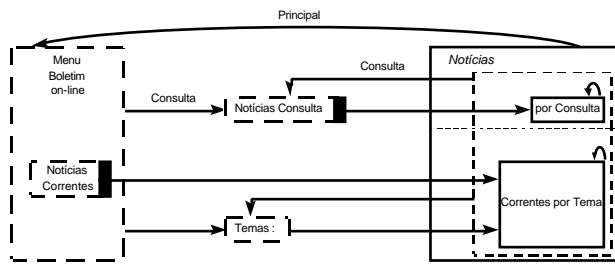 Principal
Menu
Boletim
on-line
Notícias
Consulta
Consulta
Notícias Consulta
por Consulta
Notícias
Correntes
Correntes por Tema
Temas :